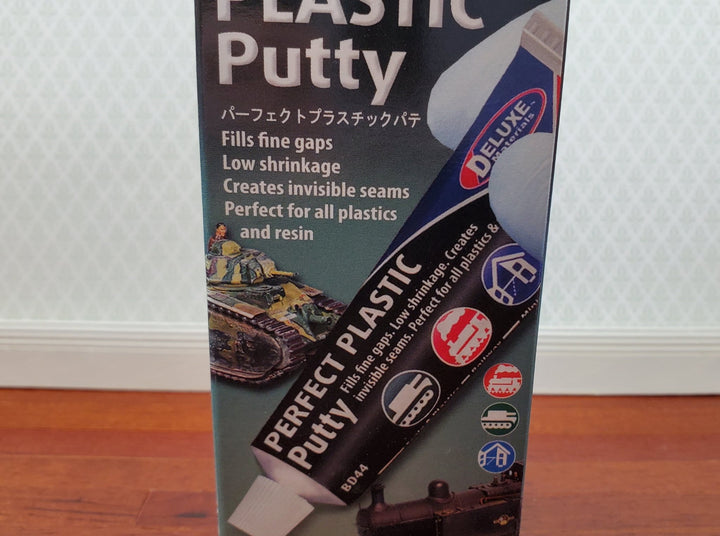 PLASTIC
Putty
パーフェクトプラスチックパテ
Fills fine gaps
Low shrinkage
Creates invisible seams
Perfect for all plastics
and resin
DELUXE
Materials
PERFECT PLASTIC
Putty
Fills fine gaps. Low shrinkage. Creates
invisible seams. Perfect for all plastics &
BD44